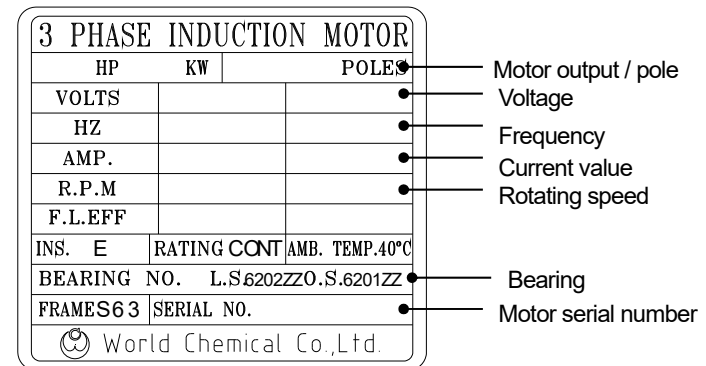 3 PHASE INDUCTION MOTOR
HP KW POLES
Motor output / pole
VOLTS
Voltage
HZ
Frequency
AMP.
Current value
R.P.M
Rotating speed
F.L.EFF
INS. E RATING CONT AMB. TEMP.40°C
BEARING NO. L.S.6202ZZ O.S.6201ZZ
Bearing
FRAME S63 SERIAL NO.
Motor serial number
World Chemical Co.,Ltd.